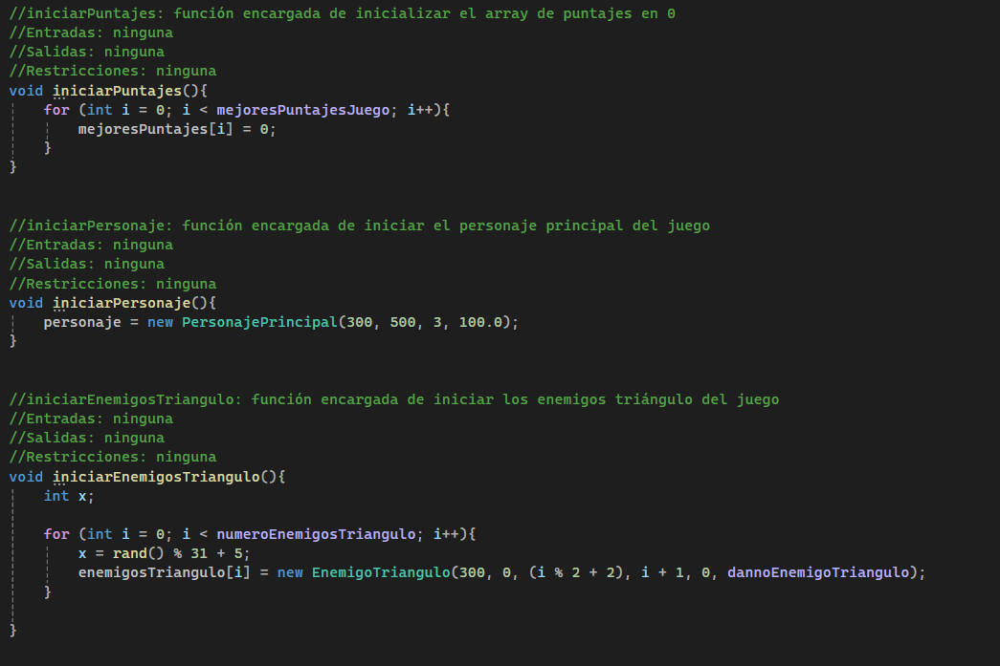 //iniciarPuntajes: función encargada de inicializar el array de puntajes en 0
//Entradas: ninguna
//Salidas: ninguna
//Restricciones: ninguna
void iniciarPuntajes(){
    for (int i = 0; i < mejoresPuntajesJuego; i++){
        mejoresPuntajes[i] = 0;
    }
}
//iniciarPersonaje: función encargada de iniciar el personaje principal del juego
//Entradas: ninguna
//Salidas: ninguna
//Restricciones: ninguna
void iniciarPersonaje(){
    personaje = new PersonajePrincipal(300, 500, 3, 100.0);
}
//iniciarEnemigosTriangulo: función encargada de iniciar los enemigos triángulo del juego
//Entradas: ninguna
//Salidas: ninguna
//Restricciones: ninguna
void iniciarEnemigosTriangulo(){
    int x;
    for (int i = 0; i < numeroEnemigosTriangulo; i++){
        x = rand() % 31 + 5;
        enemigosTriangulo[i] = new EnemigoTriangulo(300, 0, (i % 2 + 2), i + 1, 0, dannoEnemigoTriangulo);
    }
}